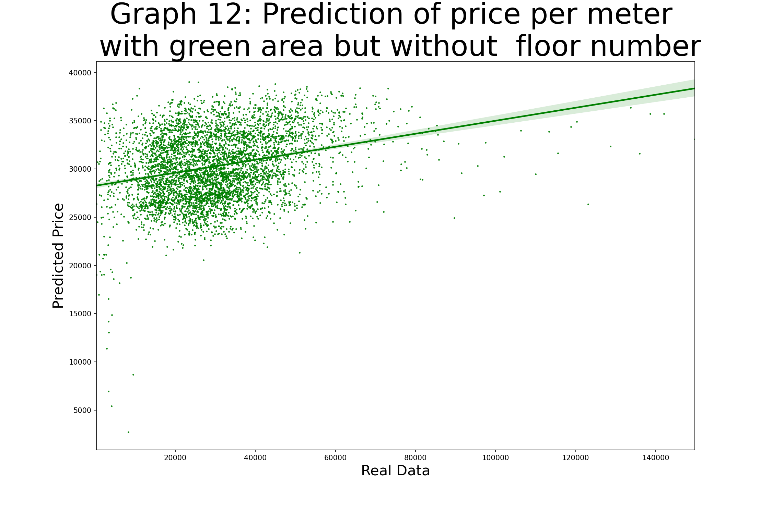 Graph 12: Prediction of price per meter
with green area but without  floor number
40000
35000
30000
25000
20000
15000
10000
5000
Predicted Price
20000 40000 60000 80000 100000 120000 140000
Real Data